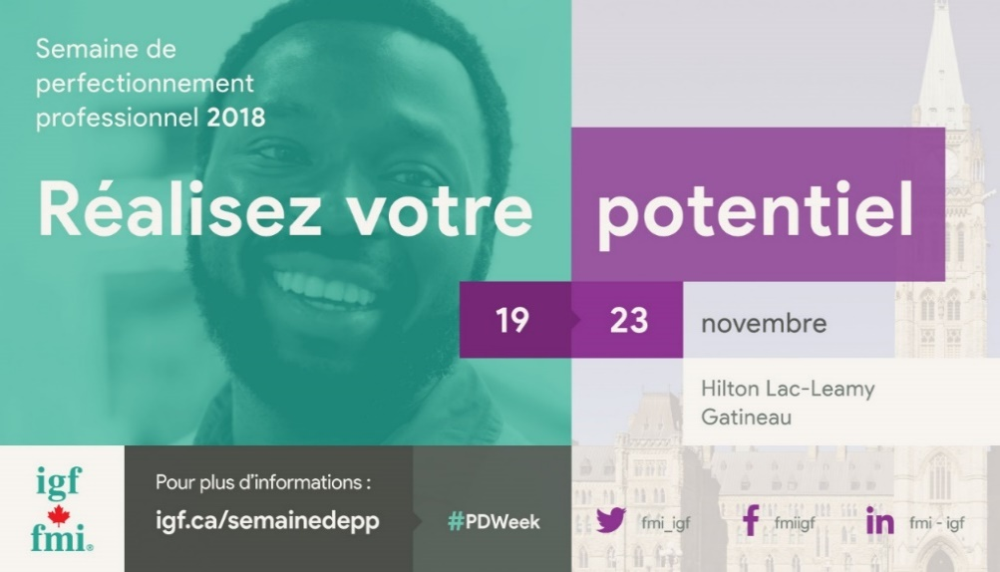 Semaine de
perfectionnement
professionnel 2018
Réalisez votre potentiel
19 23 novembre
Hilton Lac-Leamy
Gatineau
igf
fmi®
Pour plus d'informations :
igf.ca/semainedepp
#PDWeek
fmi_igf
fmiigf
fmi - igf